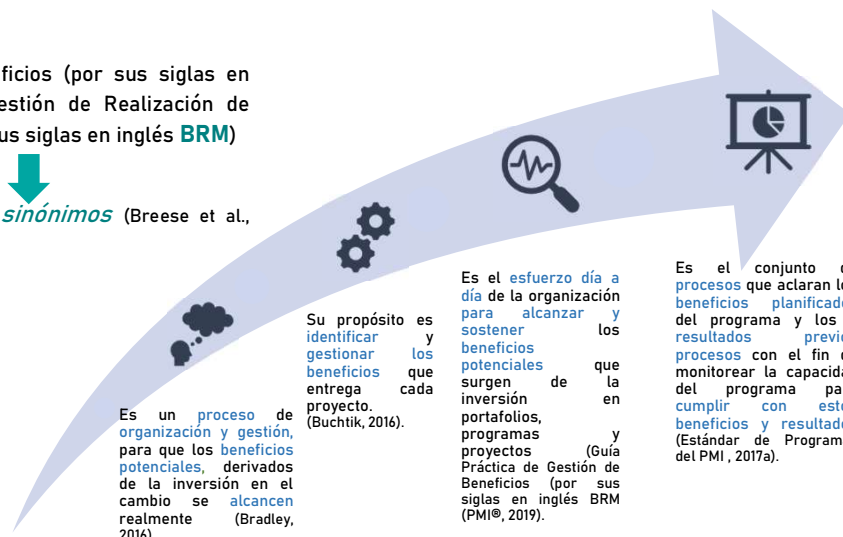 ficios (por sus siglas en
estión de Realización de
us siglas en inglés BRM)
sinónimos (Breese et al.,
Es un proceso de
organización y gestión,
para que los beneficios
potenciales, derivados
de la inversión en el
cambio se alcancen
realmente (Bradley,
2016)
Su propósito es
identificar y
gestionar los
beneficios que
entrega cada
proyecto.
(Buchtik, 2016).
Es el esfuerzo día a
día de la organización
para alcanzar y
sostener los
beneficios
potenciales que
surgen de la
inversión en
portafolios,
programas y
proyectos (Guía
Práctica de Gestión de
Beneficios (por sus
siglas en inglés BRM
(PMI®, 2019).
Es el conjunto d
procesos que aclaran lo
beneficios planificado
del programa y los
resultados previo
procesos con el fin d
monitorear la capacida
del programa par
cumplir con esto
beneficios y resultado
(Estándar de Program
del PMI , 2017a).